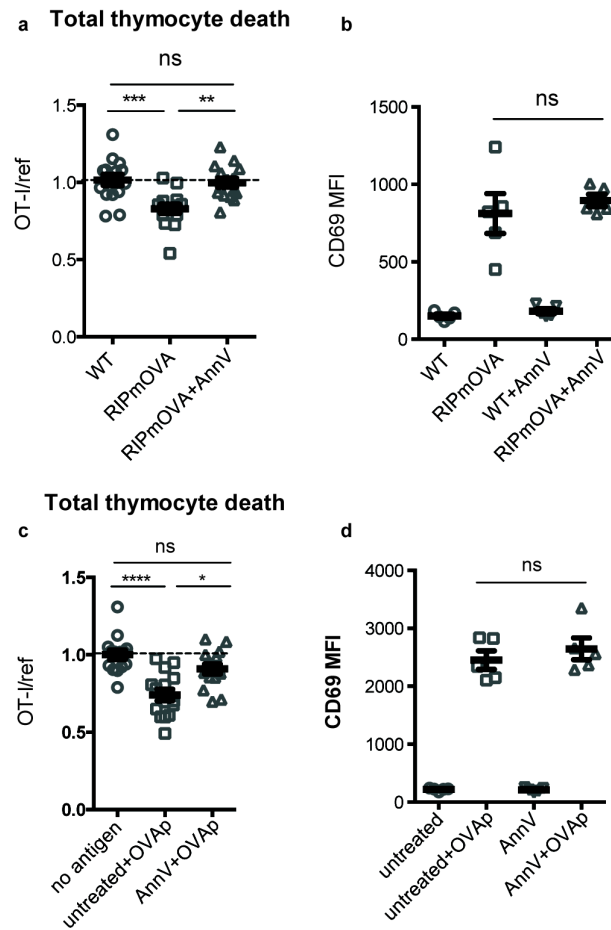 a Total thymocyte death
ns
*** **
1.5
1.0
0.5
0.0
OT-I/ref
WT
RIPmOVA
RIPmOVA+AnnV
b
ns
1500
1000
500
0
CD69 MFI
WT
RIPmOVA
WT+AnnV
RIPmOVA+AnnV
Total thymocyte death
c
ns
**** *
1.5
1.0
0.5
0.0
OT-I/ref
no antigen
untreated+OVAp
AnnV+OVAp
d
ns
4000
3000
2000
1000
0
CD69 MFI
untreated
untreated+OVAp
AnnV
AnnV+OVAp